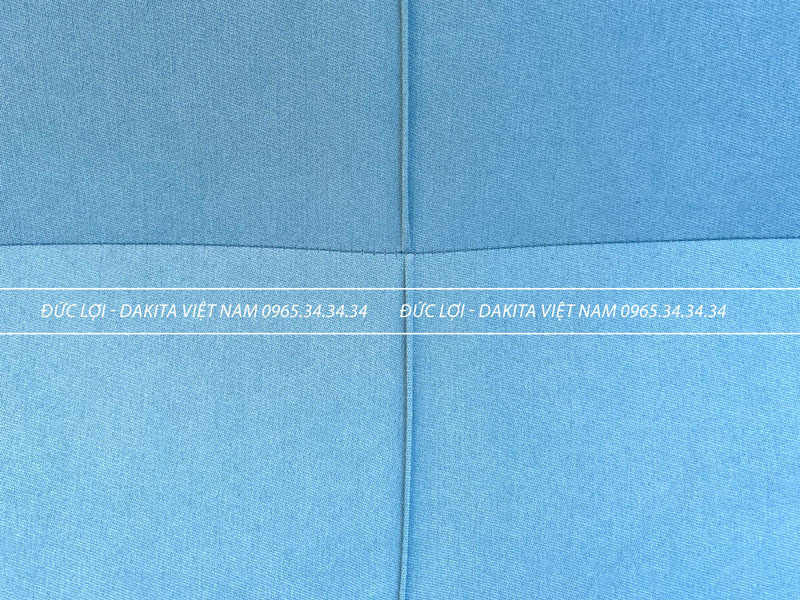 ĐỨC LỢI - DAKITA VIỆT NAM 0965.34.34.34 ĐỨC LỢI - DAKITA VIỆT NAM 0965.34.34.34